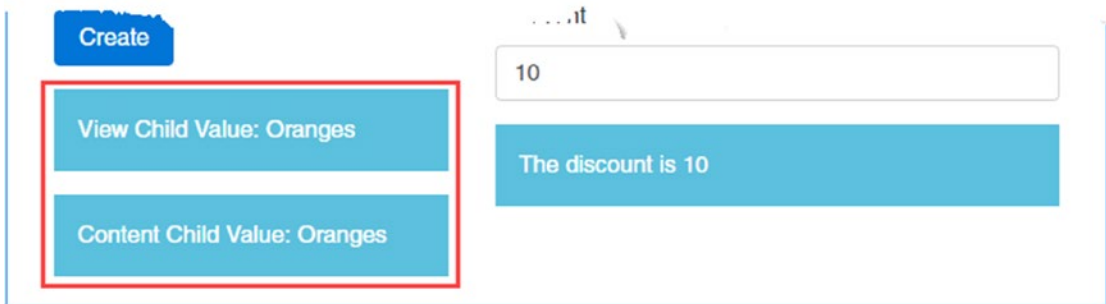 Create
View Child Value: Oranges
Content Child Value: Oranges
10
The discount is 10